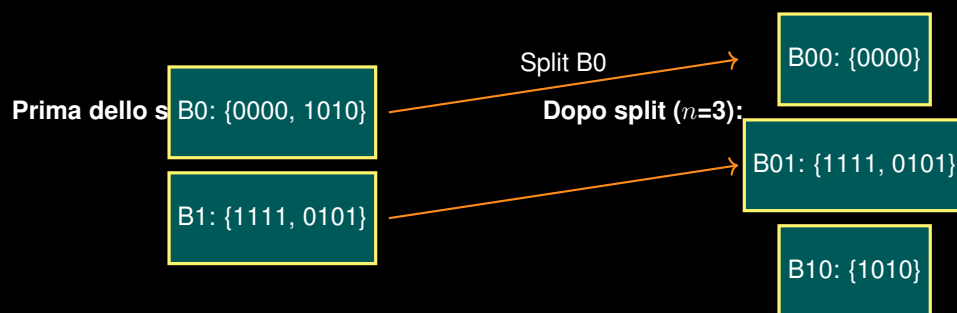 Prima dello s
B0: {0000, 1010}
B1: {1111, 0101}
Split B0
Dopo split (n=3):
B00: {0000}
B01: {1111, 0101}
B10: {1010}